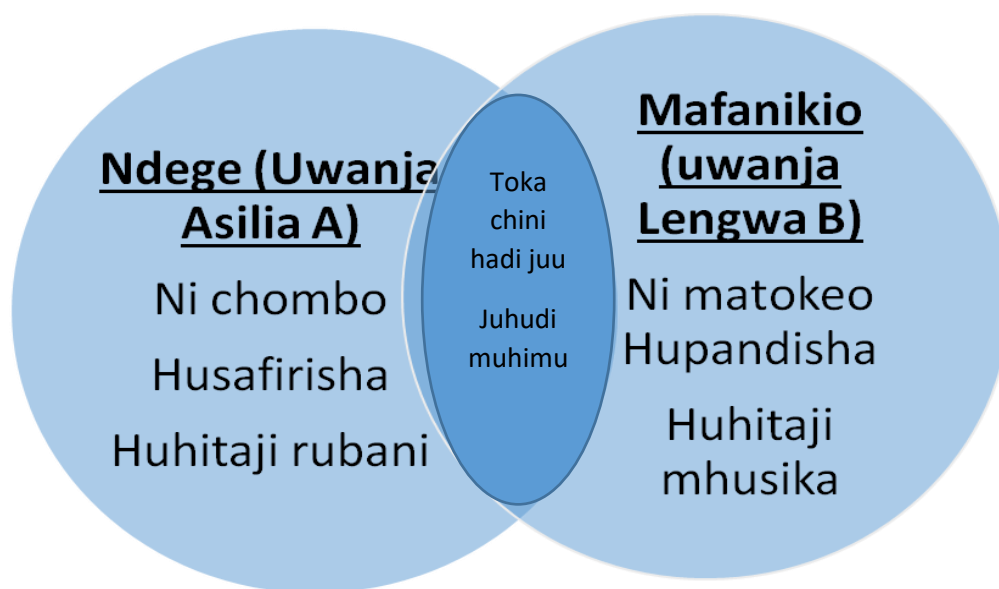 Ndege (Uwanja
Asilia A)
Ni chombo
Husafirisha
Huhitaji rubani
Toka
chini
hadi juu
Juhudi
muhimu
Mafanikio
(uwanja
Lengwa B)
Ni matokeo
Hupandisha
Huhitaji
mhusika